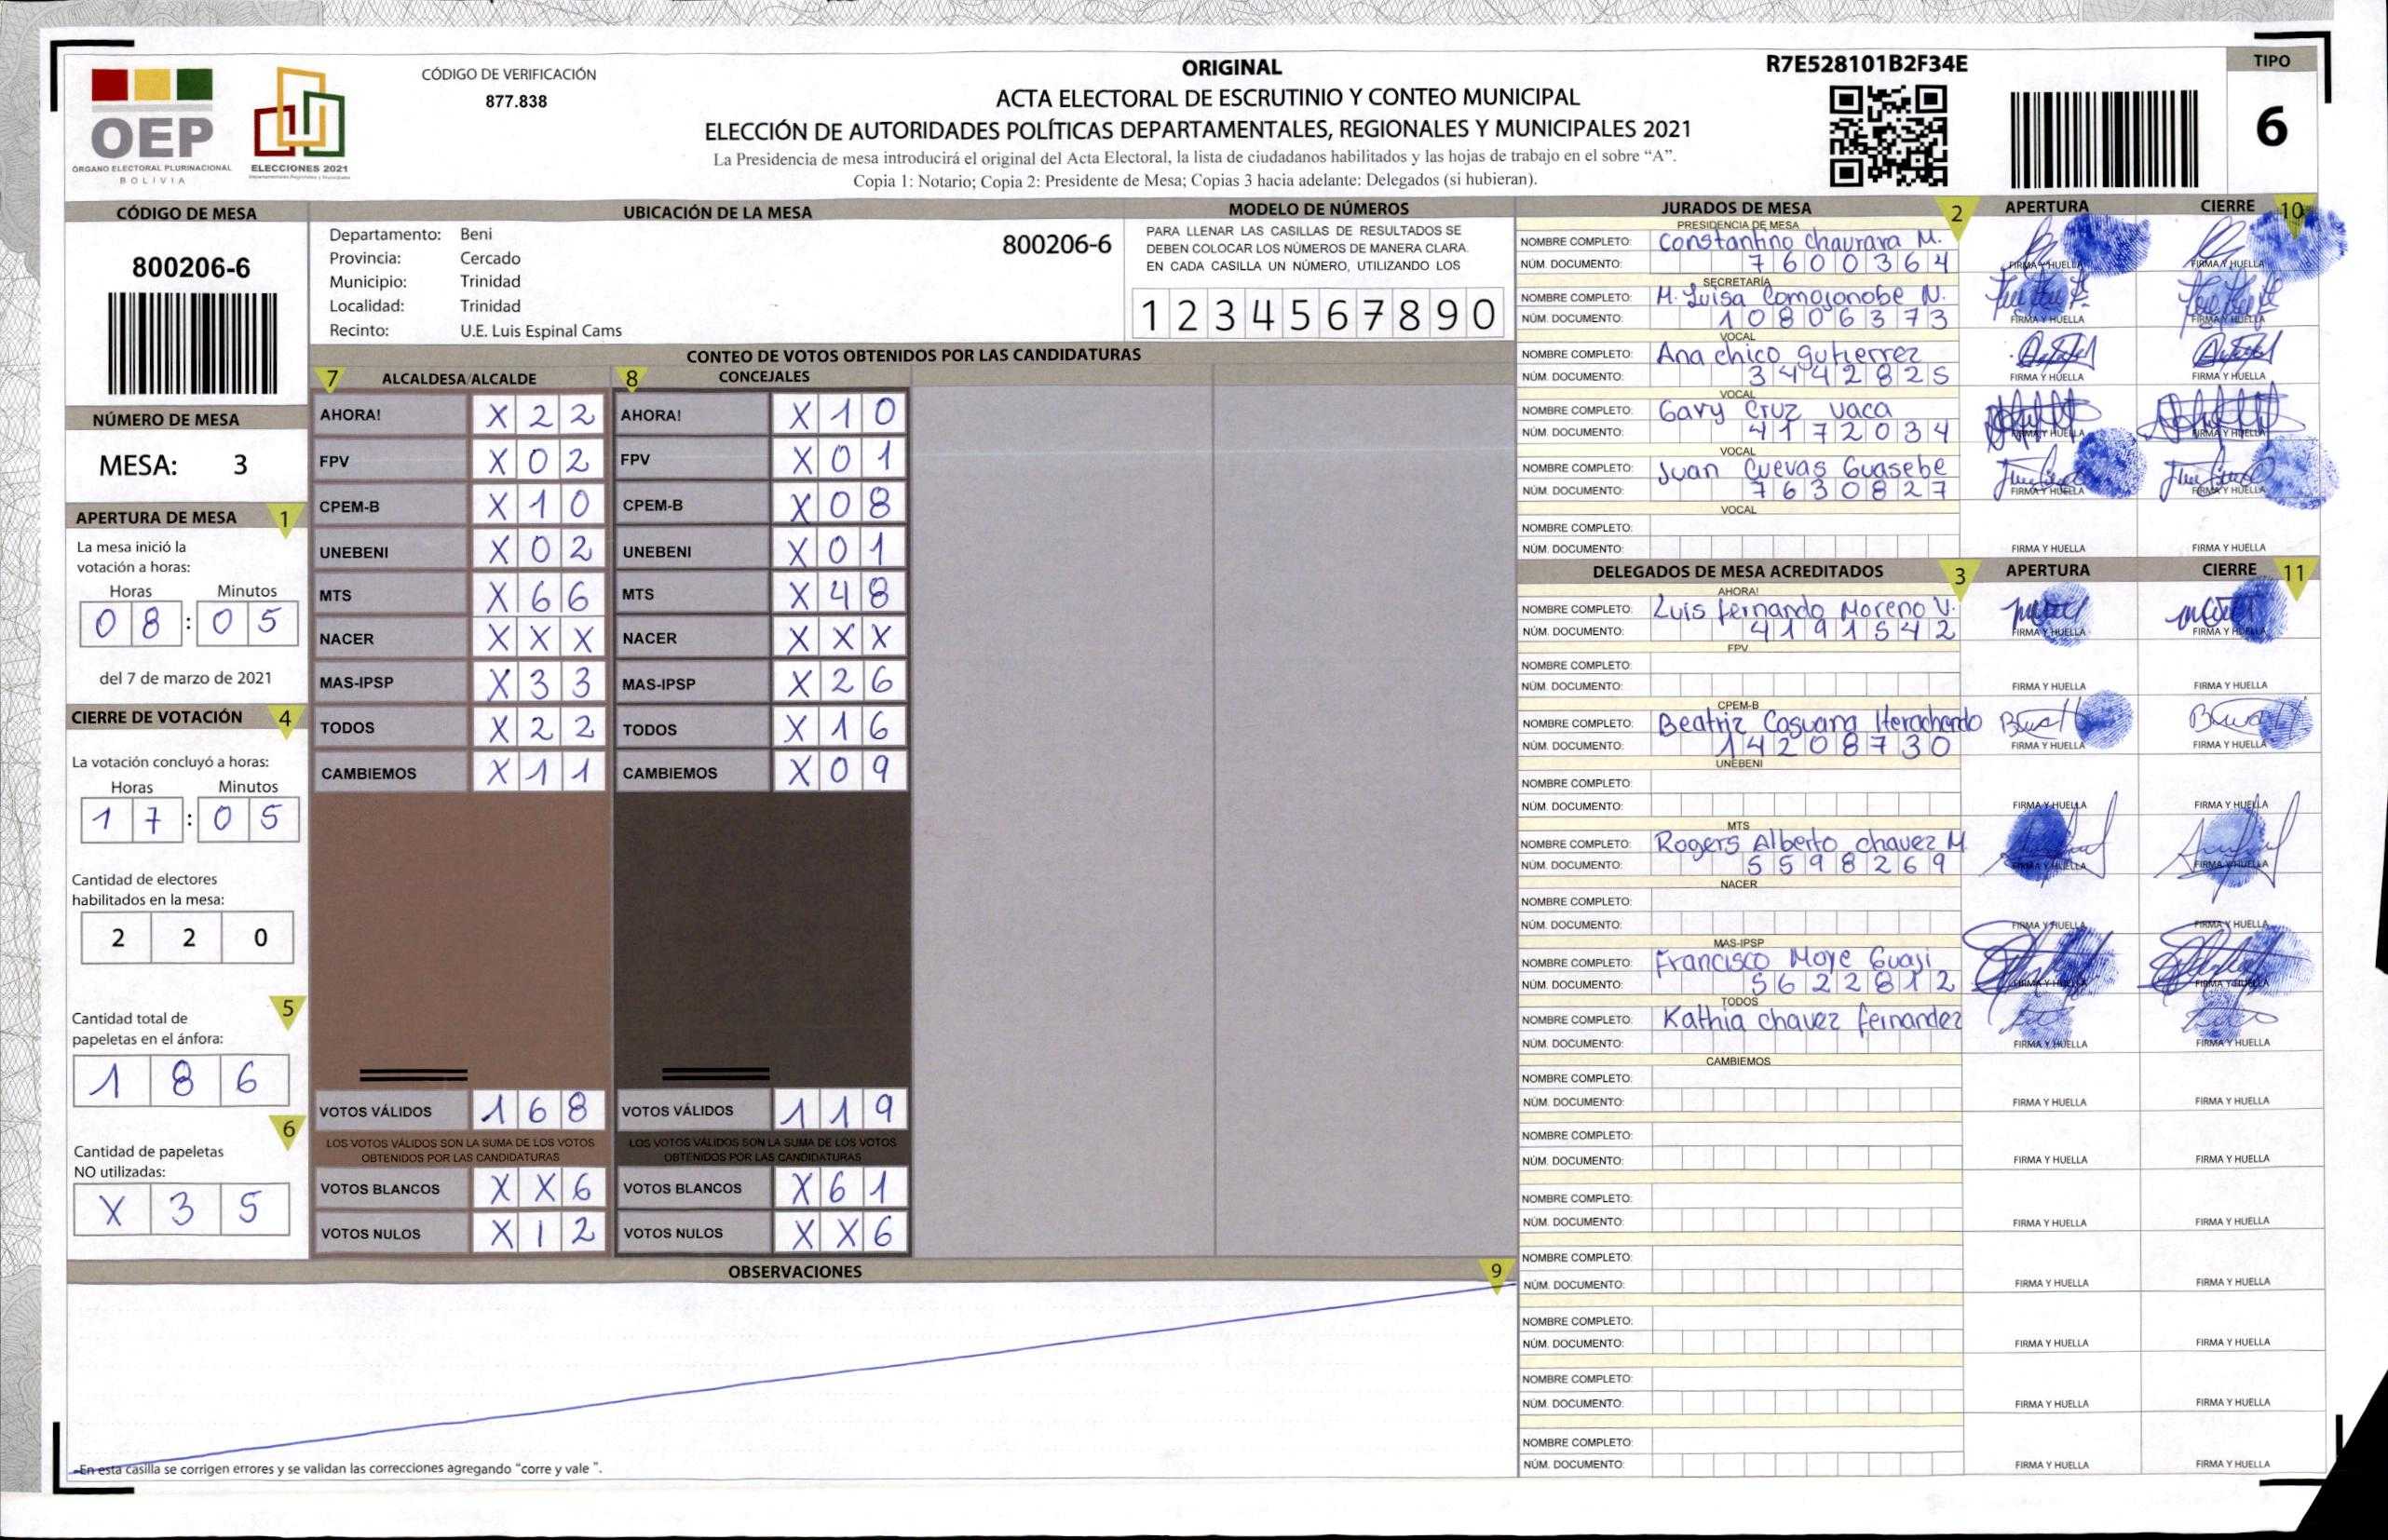 OEP
ÓRGANO ELECTORAL PLURINACIONAL
BOLIVIA
ELECCIONES 2021
CÓDIGO DE VERIFICACIÓN
877.838
ORIGINAL
ACTA ELECTORAL DE ESCRUTINIO Y CONTEO MUNICIPAL
ELECCIÓN DE AUTORIDADES POLÍTICAS DEPARTAMENTALES, REGIONALES Y MUNICIPALES 2021
La Presidencia de mesa introducirá el original del Acta Electoral, la lista de ciudadanos habilitados y las hojas de trabajo en el sobre “A”.
Copia 1: Notario; Copia 2: Presidente de Mesa; Copias 3 hacia adelante: Delegados (si hubieran).
R7E528101B2F34E
TIPO
6
CÓDIGO DE MESA
800206-6
NÚMERO DE MESA
MESA: 3
APERTURA DE MESA 1
La mesa inició la
votación a horas:
Horas Minutos
0 8 : 0 5
del 7 de marzo de 2021
CIERRE DE VOTACIÓN 4
La votación concluyó a horas:
Horas Minutos
1 7 : 0 5
Cantidad de electores
habilitados en la mesa:
2 2 0
5
Cantidad total de
papeletas en el ánfora:
1 8 6
6
Cantidad de papeletas
NO utilizadas:
X 3 5
UBICACIÓN DE LA MESA
Departamento: Beni
Provincia: Cercado
Municipio: Trinidad
Localidad: Trinidad
Recinto: U.E. Luis Espinal Cams
800206-6
MODELO DE NÚMEROS
PARA LLENAR LAS CASILLAS DE RESULTADOS SE
DEBEN COLOCAR LOS NÚMEROS DE MANERA CLARA.
EN CADA CASILLA UN NÚMERO, UTILIZANDO LOS
1 2 3 4 5 6 7 8 9 0
CONTEO DE VOTOS OBTENIDOS POR LAS CANDIDATURAS
7 ALCALDESA/ALCALDE
AHORA! X 2 2
FPV X 0 2
CPEM-B X 1 0
UNEBENI X 0 2
MTS X 6 6
NACER X X X
MAS-IPSP X 3 3
TODOS X 2 2
CAMBIEMOS X 1 1
VOTOS VÁLIDOS 1 6 8
LOS VOTOS VÁLIDOS SON LA SUMA DE LOS VOTOS
OBTENIDOS POR LAS CANDIDATURAS
VOTOS BLANCOS X X 6
VOTOS NULOS X 1 2
8 CONCEJALES
AHORA! X 1 0
FPV X 0 1
CPEM-B X 0 8
UNEBENI X 0 1
MTS X 4 8
NACER X X X
MAS-IPSP X 2 6
TODOS X 1 6
CAMBIEMOS X 0 9
VOTOS VÁLIDOS 1 1 9
LOS VOTOS VÁLIDOS SON LA SUMA DE LOS VOTOS
OBTENIDOS POR LAS CANDIDATURAS
VOTOS BLANCOS X 6 1
VOTOS NULOS X X 6
OBSERVACIONES 9
En esta casilla se corrigen errores y se validan las correcciones agregando “corre y vale ”.
JURADOS DE MESA 2 APERTURA CIERRE 10
PRESIDENCIA DE MESA
NOMBRE COMPLETO: Constantino chaurara M.
NÚM. DOCUMENTO: 7 6 0 0 3 6 4 FIRMA Y HUELLA FIRMA Y HUELLA
SECRETARÍA
NOMBRE COMPLETO: M. Luisa Comojonobe N.
NÚM. DOCUMENTO: 1 0 8 0 6 3 7 3 FIRMA Y HUELLA FIRMA Y HUELLA
VOCAL
NOMBRE COMPLETO: Ana chico gutierrez
NÚM. DOCUMENTO: 3 4 4 2 8 2 5 FIRMA Y HUELLA FIRMA Y HUELLA
VOCAL
NOMBRE COMPLETO: Gary Cruz vaca
NÚM. DOCUMENTO: 4 1 7 2 0 3 4 FIRMA Y HUELLA FIRMA Y HUELLA
VOCAL
NOMBRE COMPLETO: Juan Cuevas Guasebe
NÚM. DOCUMENTO: 7 6 3 0 8 2 7 FIRMA Y HUELLA FIRMA Y HUELLA
VOCAL
NOMBRE COMPLETO:
NÚM. DOCUMENTO: FIRMA Y HUELLA FIRMA Y HUELLA
DELEGADOS DE MESA ACREDITADOS 3 APERTURA CIERRE 11
AHORA!
NOMBRE COMPLETO: Luis fernando Moreno V.
NÚM. DOCUMENTO: 4 1 9 1 5 4 2 FIRMA Y HUELLA FIRMA Y HUELLA
FPV
NOMBRE COMPLETO:
NÚM. DOCUMENTO: FIRMA Y HUELLA FIRMA Y HUELLA
CPEM-B
NOMBRE COMPLETO: Beatriz Cosuana
NÚM. DOCUMENTO: 1 4 2 0 8 7 3 0 FIRMA Y HUELLA FIRMA Y HUELLA
UNEBENI
NOMBRE COMPLETO:
NÚM. DOCUMENTO: FIRMA Y HUELLA FIRMA Y HUELLA
MTS
NOMBRE COMPLETO: Rogers Alberto chavez M
NÚM. DOCUMENTO: 5 5 9 8 2 6 9 FIRMA Y HUELLA FIRMA Y HUELLA
NACER
NOMBRE COMPLETO:
NÚM. DOCUMENTO: FIRMA Y HUELLA FIRMA Y HUELLA
MAS-IPSP
NOMBRE COMPLETO: Francisco Moye Guaji
NÚM. DOCUMENTO: 5 6 2 2 8 1 2 FIRMA Y HUELLA FIRMA Y HUELLA
TODOS
NOMBRE COMPLETO: Kathia chavez fernandez
NÚM. DOCUMENTO: FIRMA Y HUELLA FIRMA Y HUELLA
CAMBIEMOS
NOMBRE COMPLETO:
NÚM. DOCUMENTO: FIRMA Y HUELLA FIRMA Y HUELLA
NOMBRE COMPLETO:
NÚM. DOCUMENTO: FIRMA Y HUELLA FIRMA Y HUELLA
NOMBRE COMPLETO:
NÚM. DOCUMENTO: FIRMA Y HUELLA FIRMA Y HUELLA
NOMBRE COMPLETO:
NÚM. DOCUMENTO: FIRMA Y HUELLA FIRMA Y HUELLA
NOMBRE COMPLETO:
NÚM. DOCUMENTO: FIRMA Y HUELLA FIRMA Y HUELLA
NOMBRE COMPLETO:
NÚM. DOCUMENTO: FIRMA Y HUELLA FIRMA Y HUELLA
NOMBRE COMPLETO:
NÚM. DOCUMENTO: FIRMA Y HUELLA FIRMA Y HUELLA